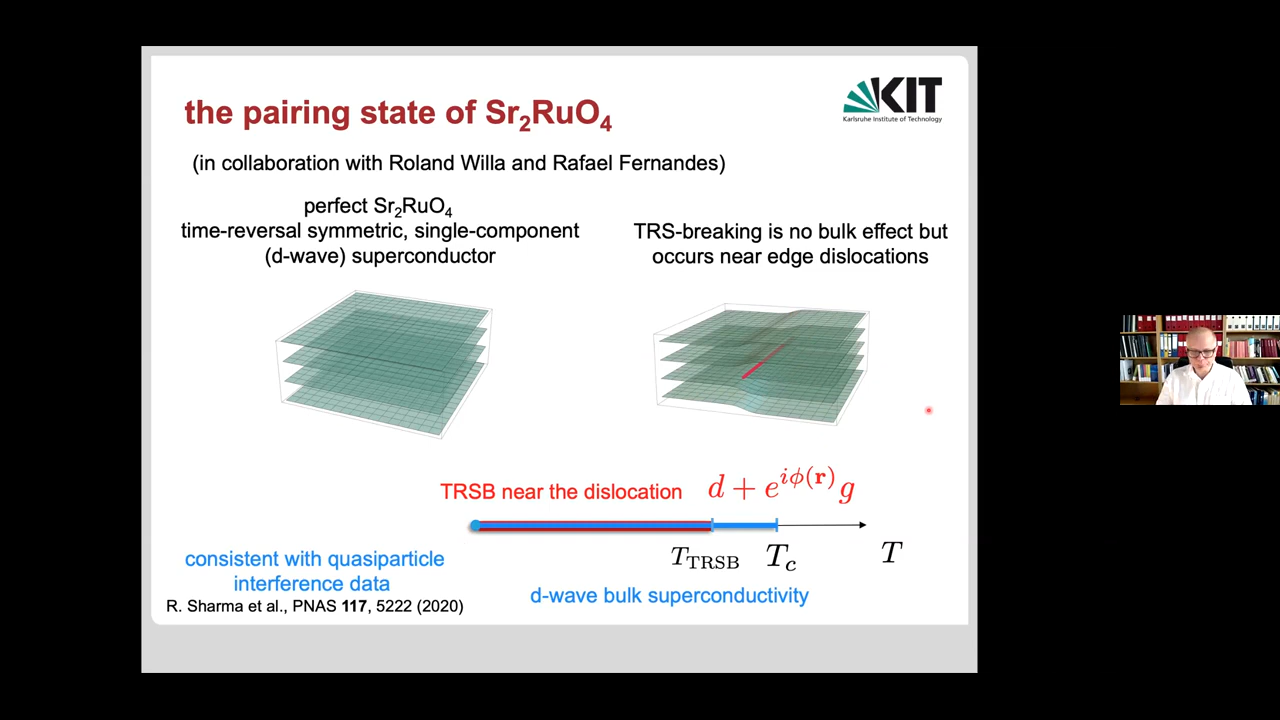 the pairing state of Sr₂RuO₄
KIT
Karlsruhe Institute of Technology
(in collaboration with Roland Willa and Rafael Fernandes)
perfect Sr₂RuO₄
time-reversal symmetric, single-component
(d-wave) superconductor
TRS-breaking is no bulk effect but
occurs near edge dislocations
TRSB near the dislocation d + e^{iϕ(r)}g
T_TRSB T_c T
consistent with quasiparticle
interference data
R. Sharma et al., PNAS 117, 5222 (2020)
d-wave bulk superconductivity